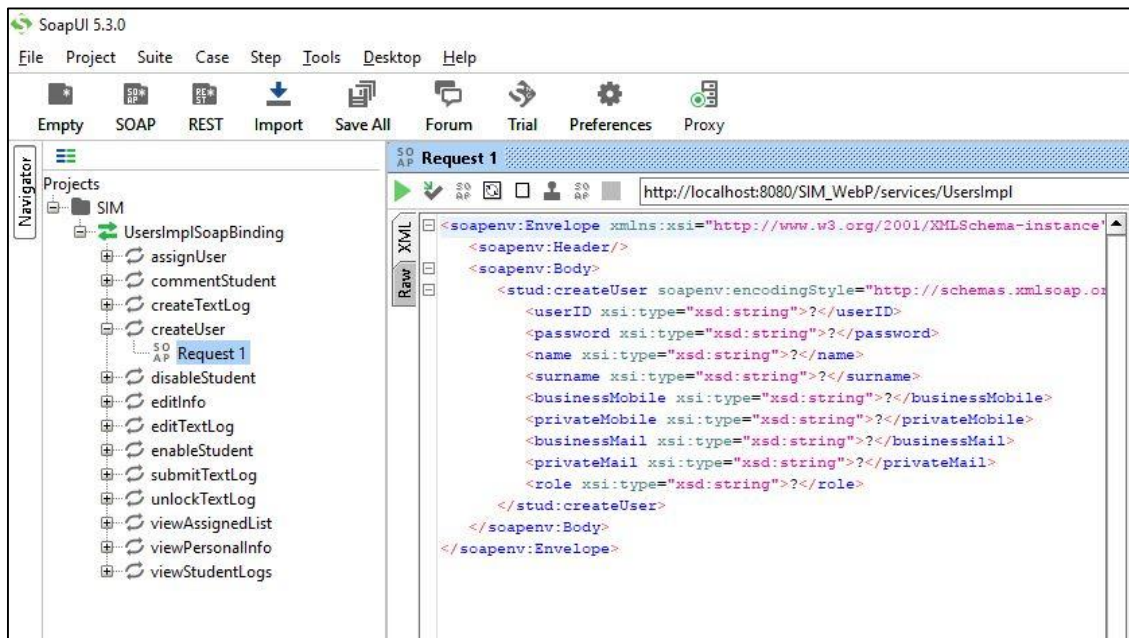 SoapUI 5.3.0
File Project Suite Case Step Tools Desktop Help
Empty SOAP REST Import Save All Forum Trial Preferences Proxy
Navigator
Projects
SIM
UsersImplSoapBinding
assignUser
commentStudent
createTextLog
createUser
SOAP Request 1
disableStudent
editInfo
editTextLog
enableStudent
submitTextLog
unlockTextLog
viewAssignedList
viewPersonalInfo
viewStudentLogs
SOAP Request 1
http://localhost:8080/SIM_WebP/services/UsersImpl
XML
Raw
<soapenv:Envelope xmlns:xsi="http://www.w3.org/2001/XMLSchema-instance"
<soapenv:Header/>
<soapenv:Body>
<stud:createUser soapenv:encodingStyle="http://schemas.xmlsoap.or
<userID xsi:type="xsd:string">?</userID>
<password xsi:type="xsd:string">?</password>
<name xsi:type="xsd:string">?</name>
<surname xsi:type="xsd:string">?</surname>
<businessMobile xsi:type="xsd:string">?</businessMobile>
<privateMobile xsi:type="xsd:string">?</privateMobile>
<businessMail xsi:type="xsd:string">?</businessMail>
<privateMail xsi:type="xsd:string">?</privateMail>
<role xsi:type="xsd:string">?</role>
</stud:createUser>
</soapenv:Body>
</soapenv:Envelope>